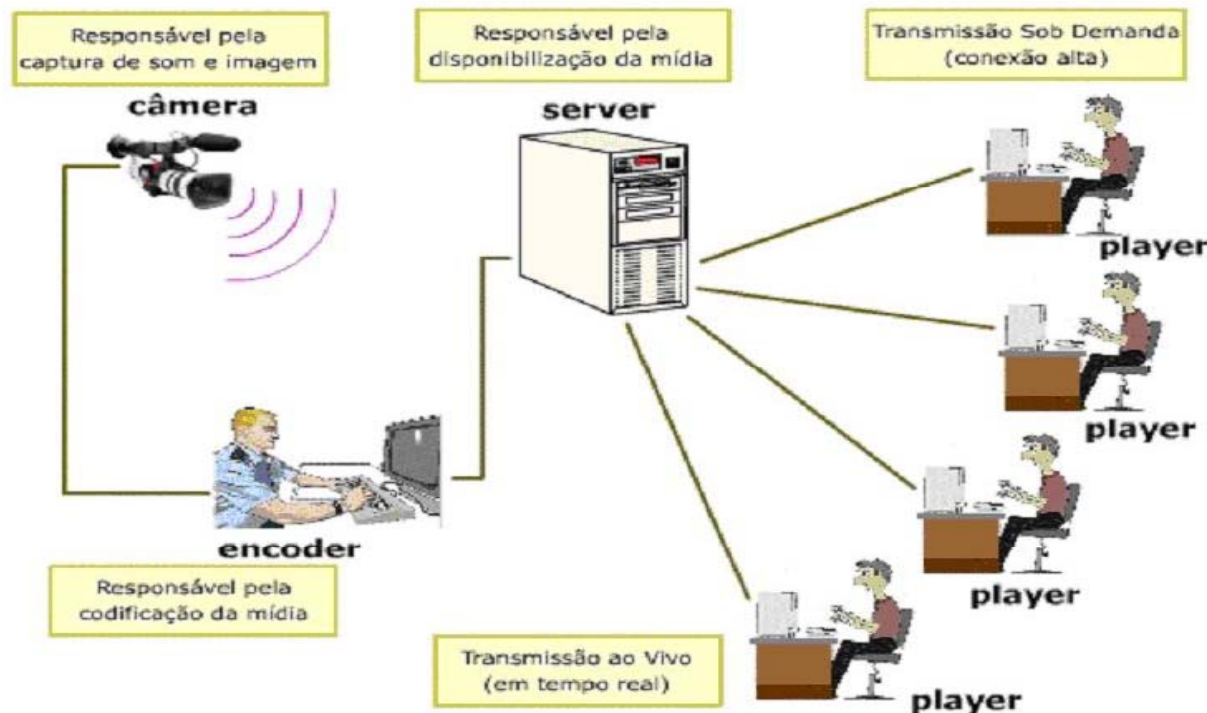 Responsável pela
captura de som e imagem
câmera
Responsável pela
disponibilização da mídia
server
Transmissão Sob Demanda
(conexão alta)
player
player
player
player
encoder
Responsável pela
codificação da mídia
Transmissão ao Vivo
(em tempo real)